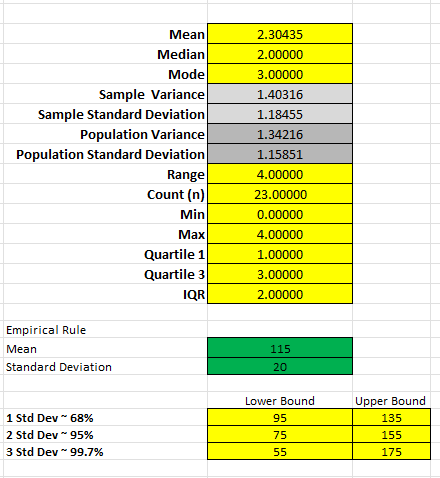 Mean 2.30435
Median 2.00000
Mode 3.00000
Sample Variance 1.40316
Sample Standard Deviation 1.18455
Population Variance 1.34216
Population Standard Deviation 1.15851
Range 4.00000
Count (n) 23.00000
Min 0.00000
Max 4.00000
Quartile 1 1.00000
Quartile 3 3.00000
IQR 2.00000
Empirical Rule
Mean 115
Standard Deviation 20
Lower Bound Upper Bound
1 Std Dev ~ 68% 95 135
2 Std Dev ~ 95% 75 155
3 Std Dev ~ 99.7% 55 175